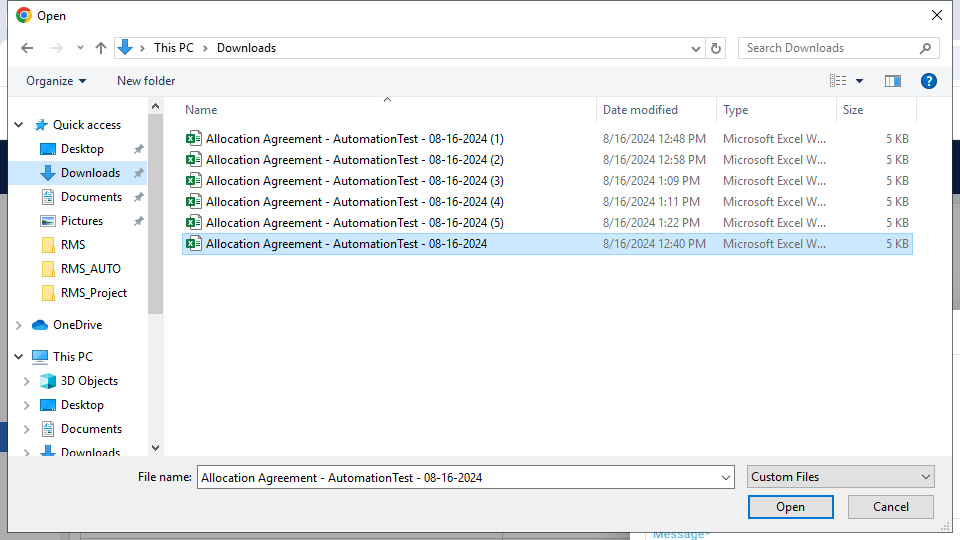 Open
This PC > Downloads
Search Downloads
Organize
New folder
Name
Date modified
Type
Size
Allocation Agreement - AutomationTest - 08-16-2024 (1) 8/16/2024 12:48 PM Microsoft Excel W... 5 KB
Allocation Agreement - AutomationTest - 08-16-2024 (2) 8/16/2024 12:58 PM Microsoft Excel W... 5 KB
Allocation Agreement - AutomationTest - 08-16-2024 (3) 8/16/2024 1:09 PM Microsoft Excel W... 5 KB
Allocation Agreement - AutomationTest - 08-16-2024 (4) 8/16/2024 1:11 PM Microsoft Excel W... 5 KB
Allocation Agreement - AutomationTest - 08-16-2024 (5) 8/16/2024 1:22 PM Microsoft Excel W... 5 KB
Allocation Agreement - AutomationTest - 08-16-2024 8/16/2024 12:40 PM Microsoft Excel W... 5 KB
Quick access
Desktop
Downloads
Documents
Pictures
RMS
RMS_AUTO
RMS_Project
OneDrive
This PC
3D Objects
Desktop
Documents
Downloads
File name: Allocation Agreement - AutomationTest - 08-16-2024
Custom Files
Open
Cancel
Message*